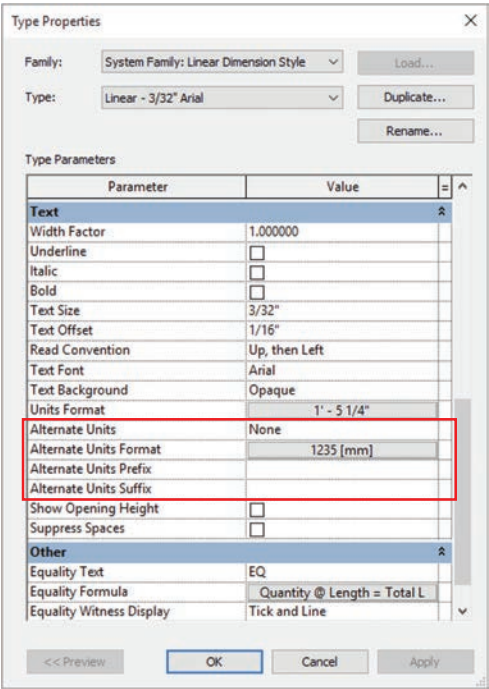 Type Properties
Family: System Family: Linear Dimension Style Load...
Type: Linear - 3/32" Arial Duplicate...
Rename...
Type Parameters
Parameter Value =
Text
Width Factor 1.000000
Underline
Italic
Bold
Text Size 3/32"
Text Offset 1/16"
Read Convention Up, then Left
Text Font Arial
Text Background Opaque
Units Format 1' - 5 1/4"
Alternate Units None
Alternate Units Format 1235 [mm]
Alternate Units Prefix
Alternate Units Suffix
Show Opening Height
Suppress Spaces
Other
Equality Text EQ
Equality Formula Quantity @ Length = Total L
Equality Witness Display Tick and Line
<< Preview OK Cancel Apply